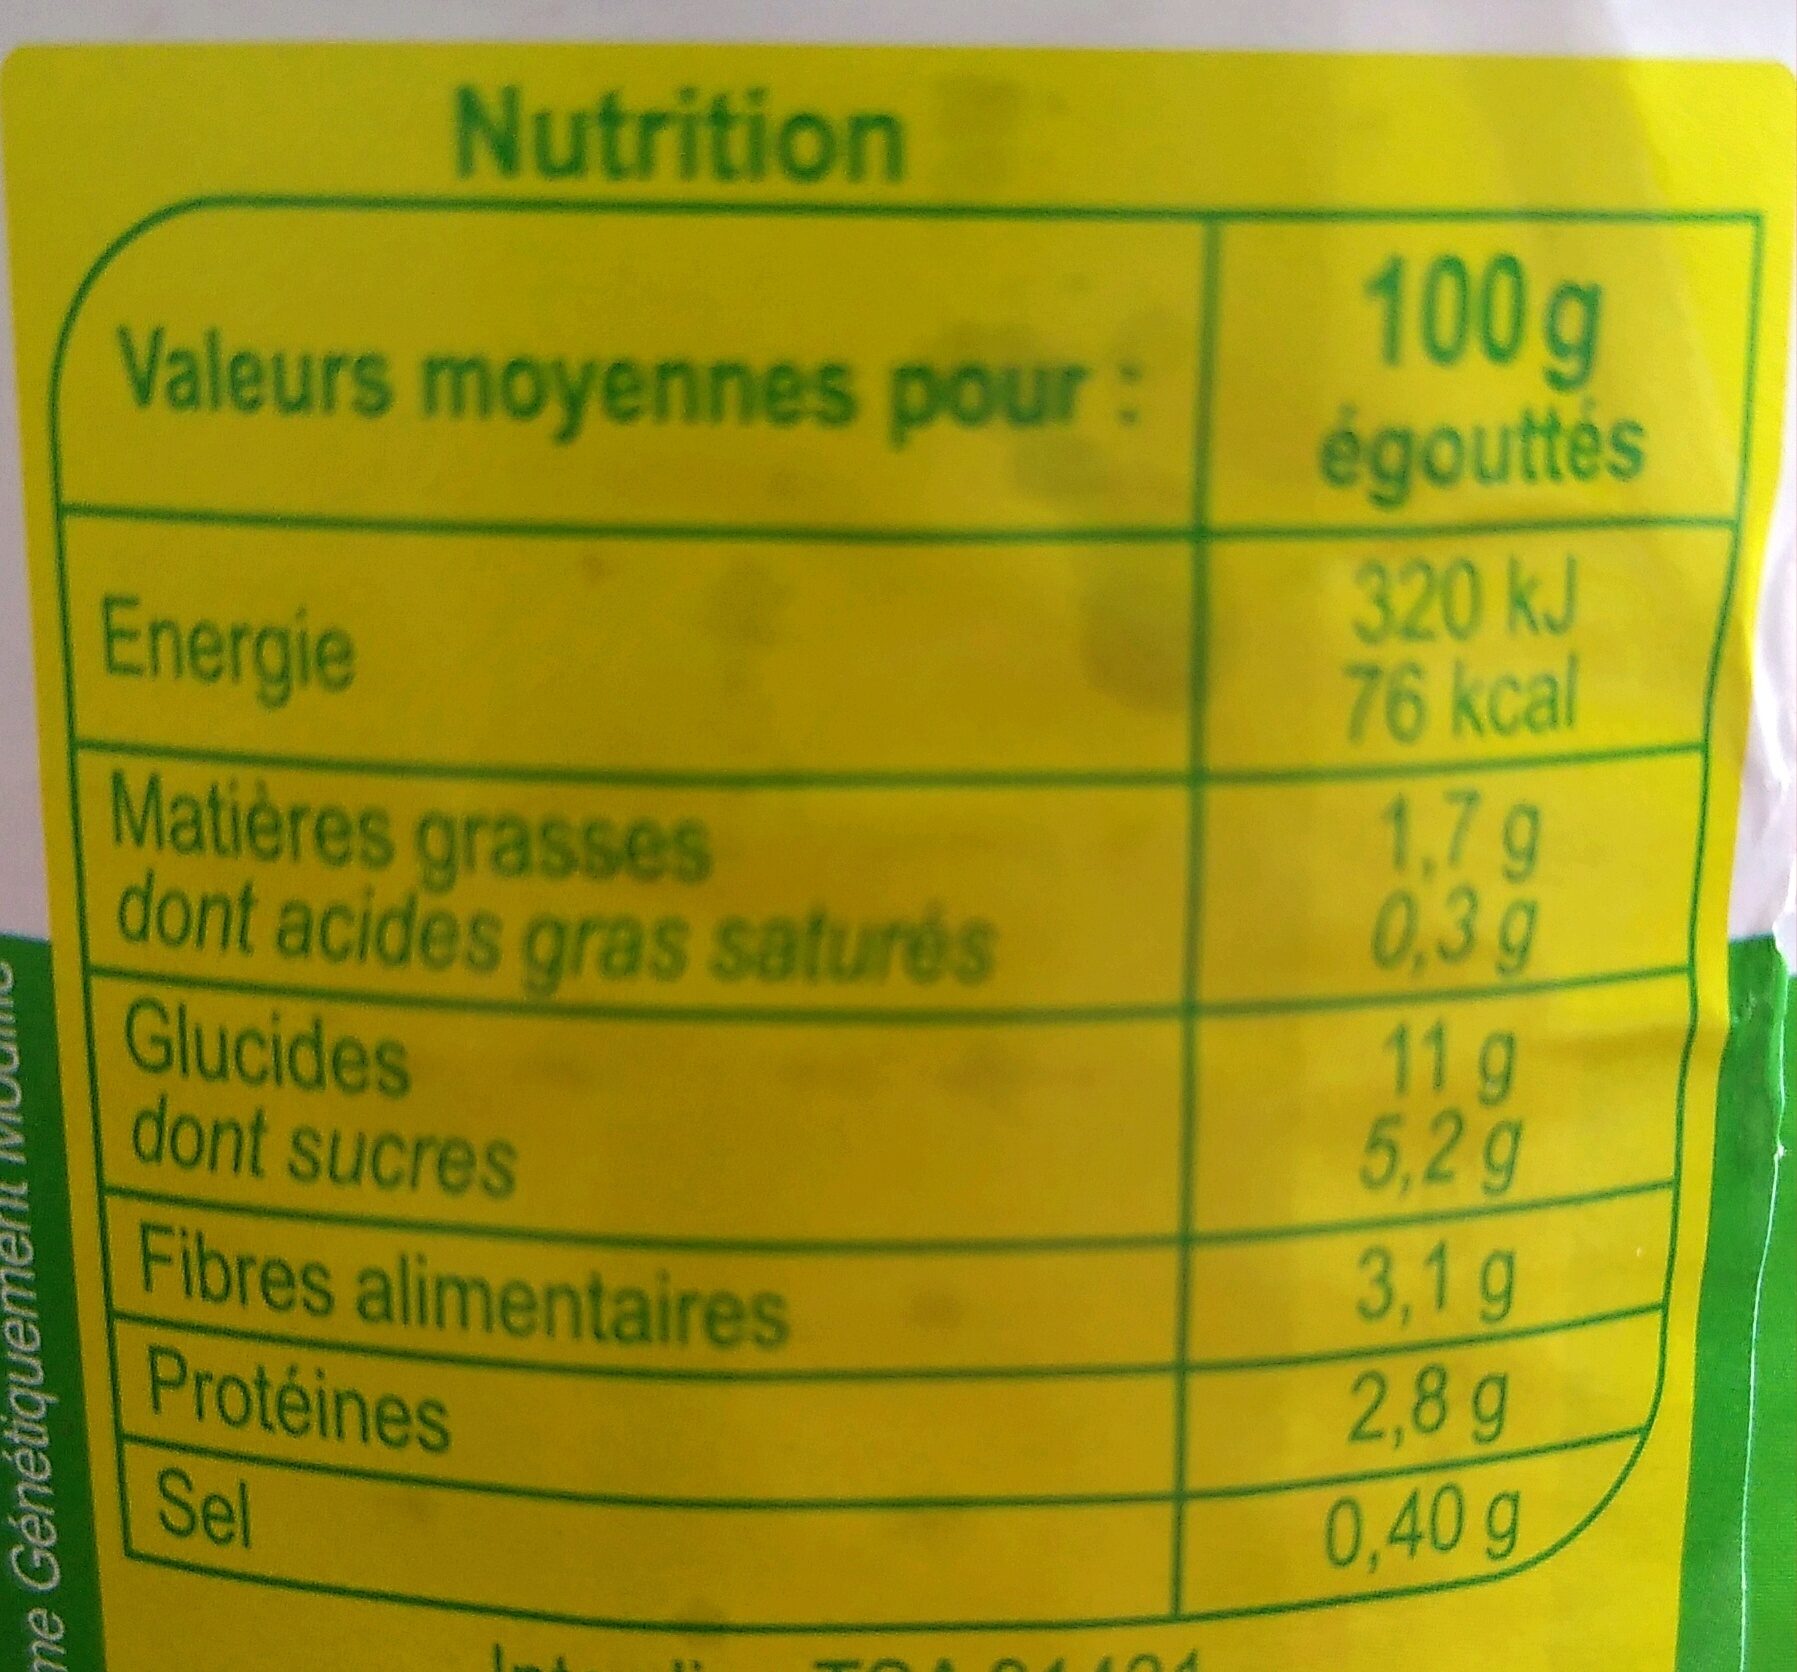 Nutrition
Valeurs moyennes pour :
100 g
égouttés
Energie
320 kJ
76 kcal
Matières grasses
1,7 g
dont acides gras saturés
0,3 g
Glucides
11 g
dont sucres
5,2 g
Fibres alimentaires
3,1 g
Protéines
2,8 g
Sel
0,40 g
Génétiquement